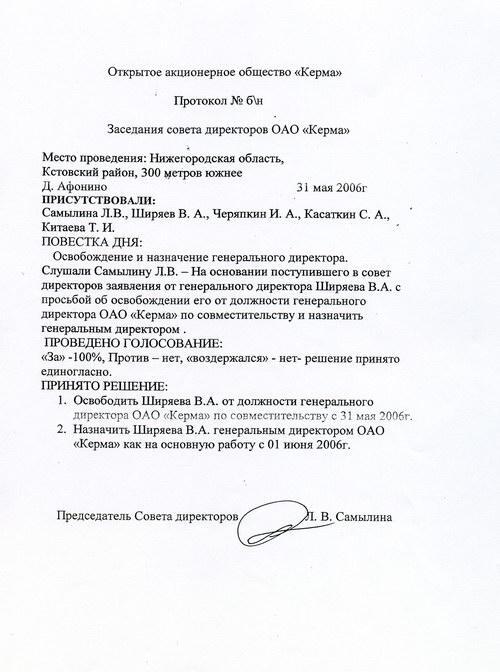 Открытое акционерное общество «Керма»
Протокол № б\н
Заседания совета директоров ОАО «Керма»
Место проведения: Нижегородская область,
Кстовский район, 300 метров южнее
Д. Афонино 31 мая 2006г
ПРИСУТСТВОВАЛИ:
Самылина Л.В., Ширяев В. А., Черяпкин И. А., Касаткин С. А.,
Китаева Т. И.
ПОВЕСТКА ДНЯ:
Освобождение и назначение генерального директора.
Слушали Самылину Л.В. – На основании поступившего в совет
директоров заявления от генерального директора Ширяева В.А. с
просьбой об освобождении его от должности генерального
директора ОАО «Керма» по совместительству и назначить
генеральным директором .
ПРОВЕДЕНО ГОЛОСОВАНИЕ:
«За» -100%, Против – нет, «воздержался» - нет- решение принято
единогласно.
ПРИНЯТО РЕШЕНИЕ:
1. Освободить Ширяева В.А. от должности генерального
директора ОАО «Керма» по совместительству с 31 мая 2006г.
2. Назначить Ширяева В.А. генеральным директором ОАО
«Керма» как на основную работу с 01 июня 2006г.
Председатель Совета директоров Л. В. Самылина